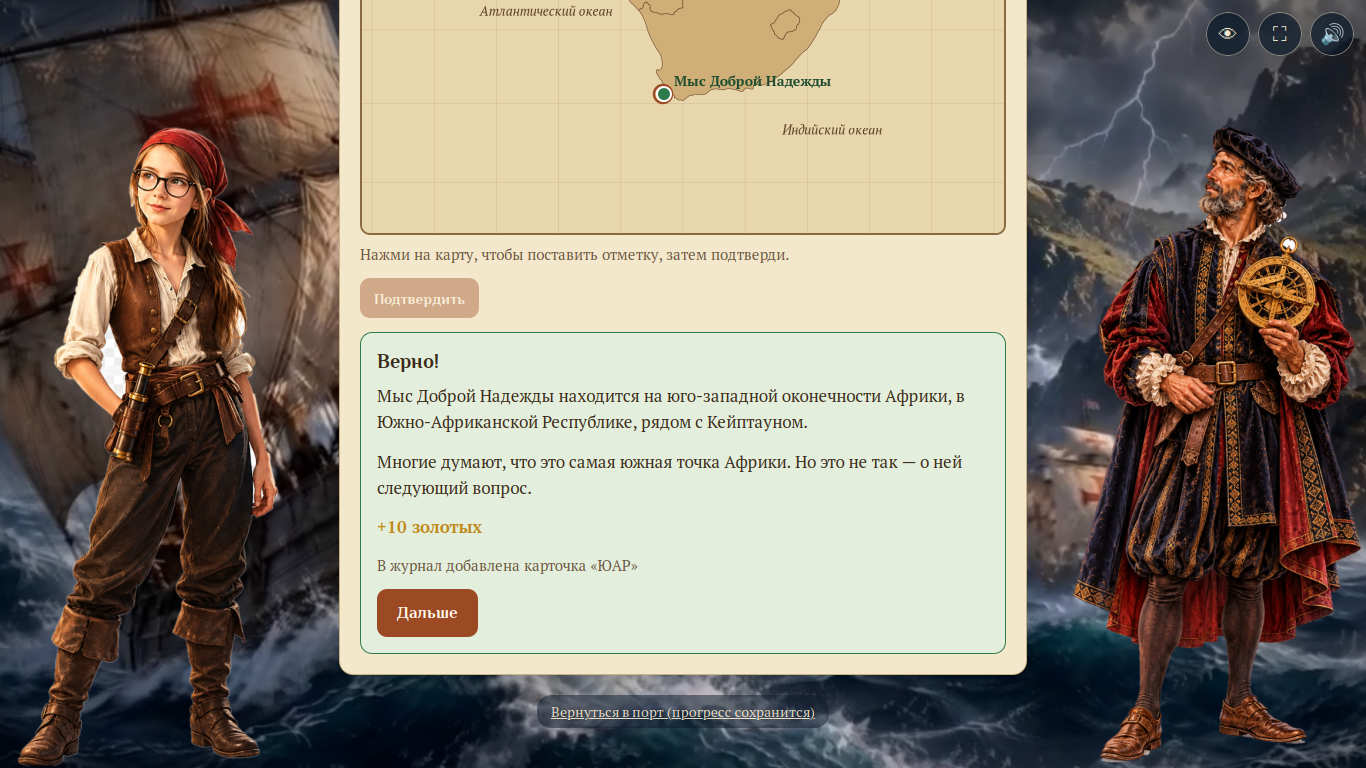 Атлантический океан
Мыс Доброй Надежды
Индийский океан
Нажми на карту, чтобы поставить отметку, затем подтверди.
Подтвердить
Верно!
Мыс Доброй Надежды находится на юго-западной оконечности Африки, в
Южно-Африканской Республике, рядом с Кейптауном.
Многие думают, что это самая южная точка Африки. Но это не так — о ней
следующий вопрос.
+10 золотых
В журнал добавлена карточка «ЮАР»
Дальше
Вернуться в порт (прогресс сохранится)